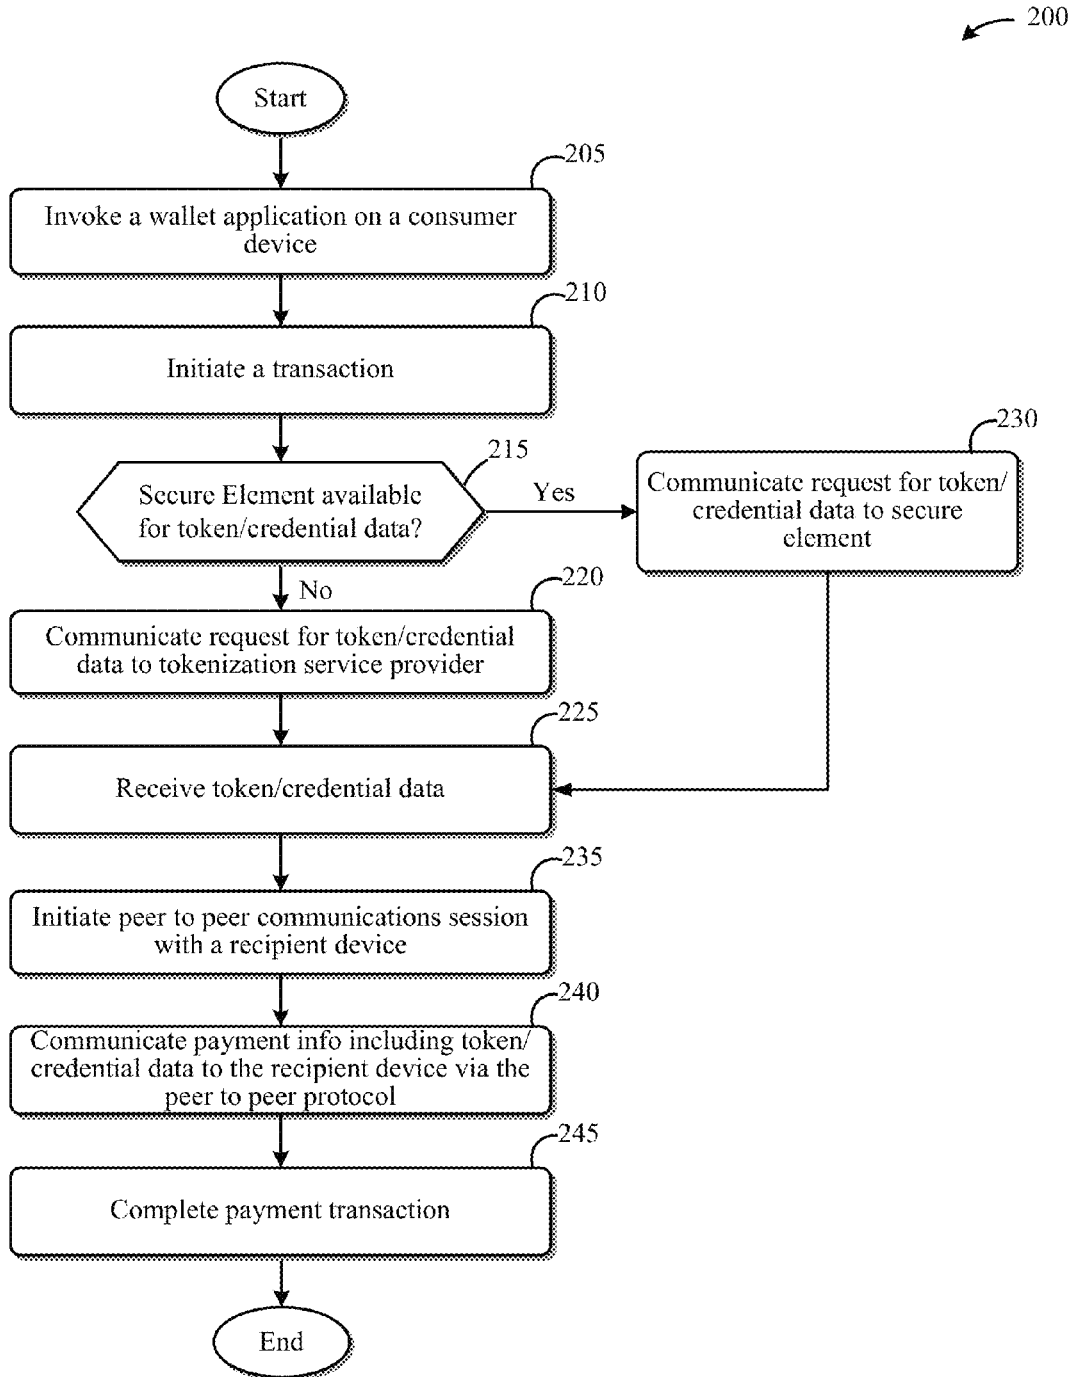 200
Start
205
Invoke a wallet application on a consumer
device
210
Initiate a transaction
215
Secure Element available
for token/credential data?
Yes
230
Communicate request for token/
credential data to secure
element
No
220
Communicate request for token/credential
data to tokenization service provider
225
Receive token/credential data
235
Initiate peer to peer communications session
with a recipient device
240
Communicate payment info including token/
credential data to the recipient device via the
peer to peer protocol
245
Complete payment transaction
End